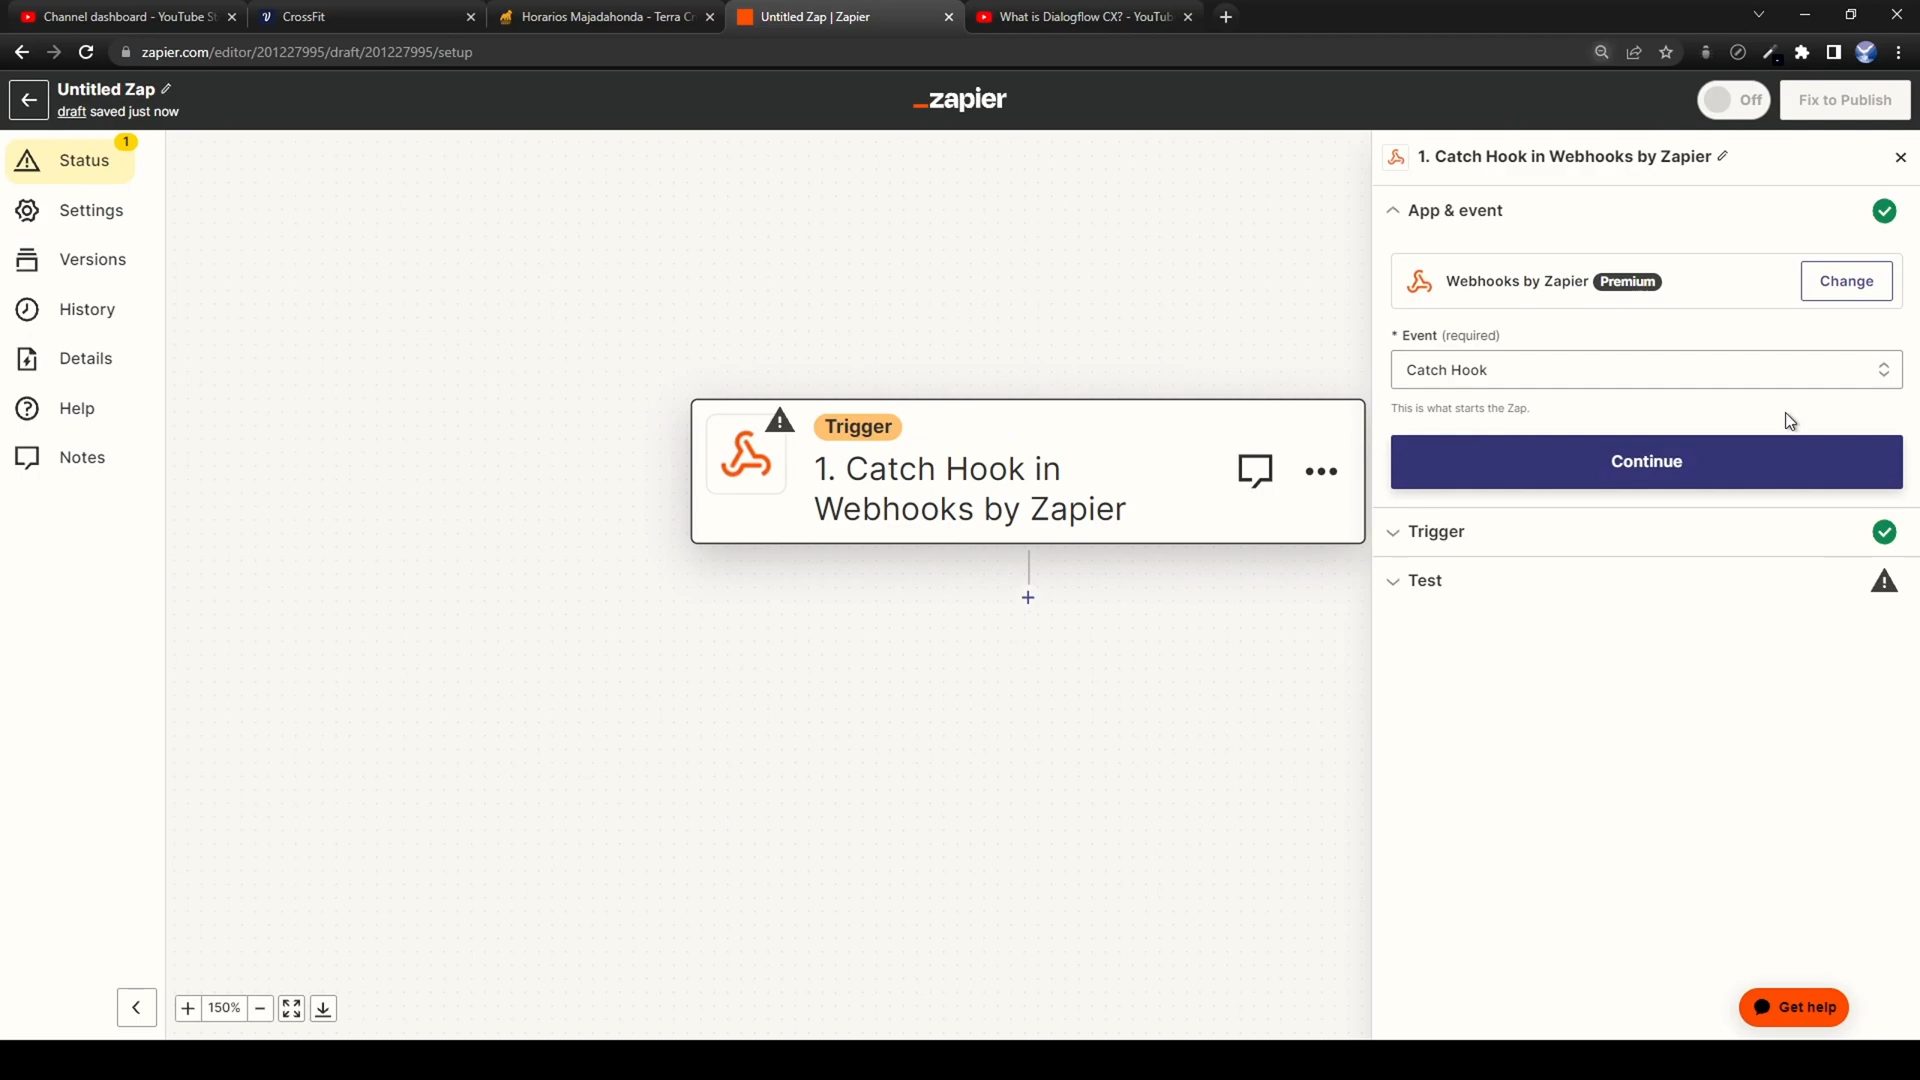 Channel dashboard - YouTube St
CrossFit
Horarios Majadahonda - Terra Cr
Untitled Zap | Zapier
What is Dialogflow CX? - YouTub
zapier.com/editor/201227995/draft/201227995/setup
Untitled Zap
draft saved just now
_zapier
Off
Fix to Publish
1
Status
Settings
Versions
History
Details
Help
Notes
Trigger
1. Catch Hook in
Webhooks by Zapier
+
150%
1. Catch Hook in Webhooks by Zapier
App & event
Webhooks by Zapier Premium
Change
* Event (required)
Catch Hook
This is what starts the Zap.
Continue
Trigger
Test
Get help